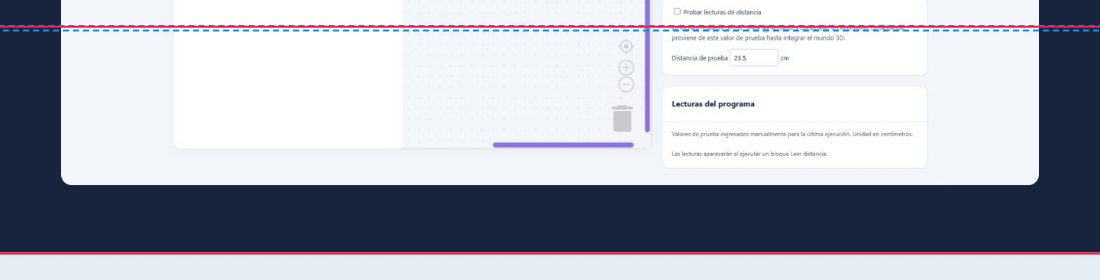 Probar lecturas de distancia
proviene de este valor de prueba hasta integrar el mundo 3D.
Distancia de prueba 23.5 cm
Lecturas del programa
Valores de prueba ingresados manualmente para la última ejecución. Unidad en centímetros.
Las lecturas aparecerán al ejecutar un bloque Leer distancia.